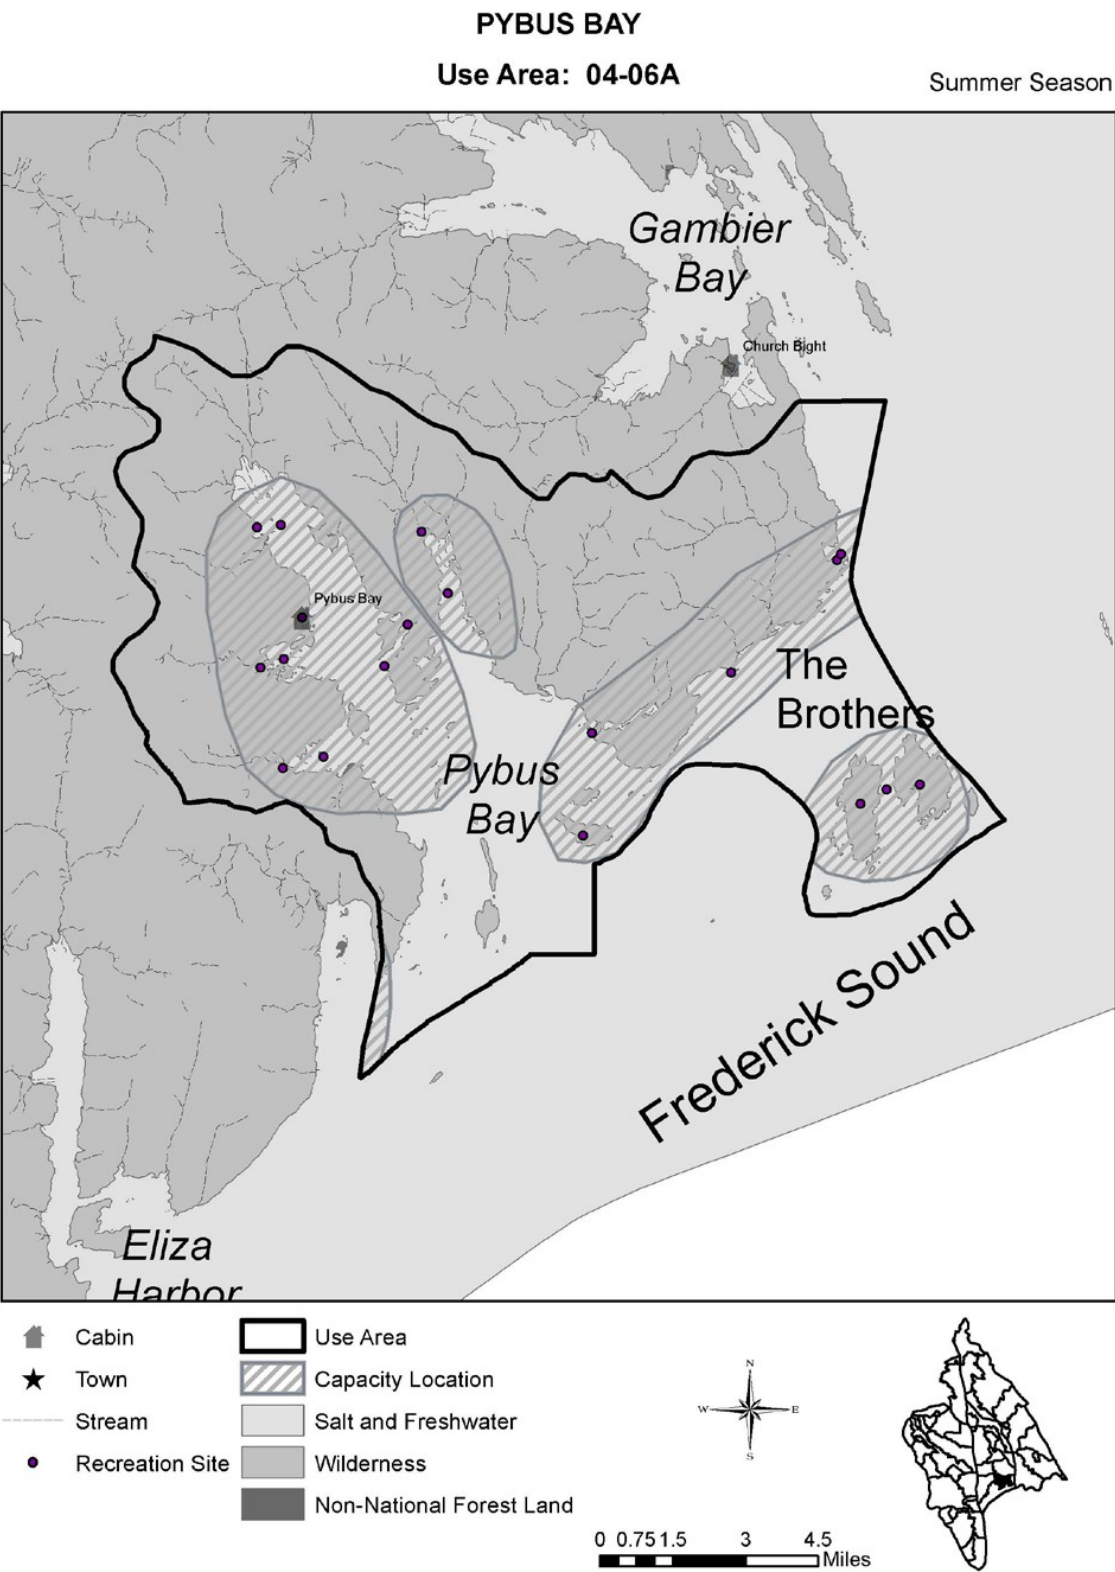 PYBUS BAY
Use Area: 04-06A
Summer Season
Gambier
Bay
Church Bight
Pybus Bay
The
Brothers
Pybus
Bay
Frederick Sound
Eliza
Harbor
Cabin
Town
Stream
Recreation Site
Use Area
Capacity Location
Salt and Freshwater
Wilderness
Non-National Forest Land
N
W E
S
0 0.75 1.5 3 4.5
Miles